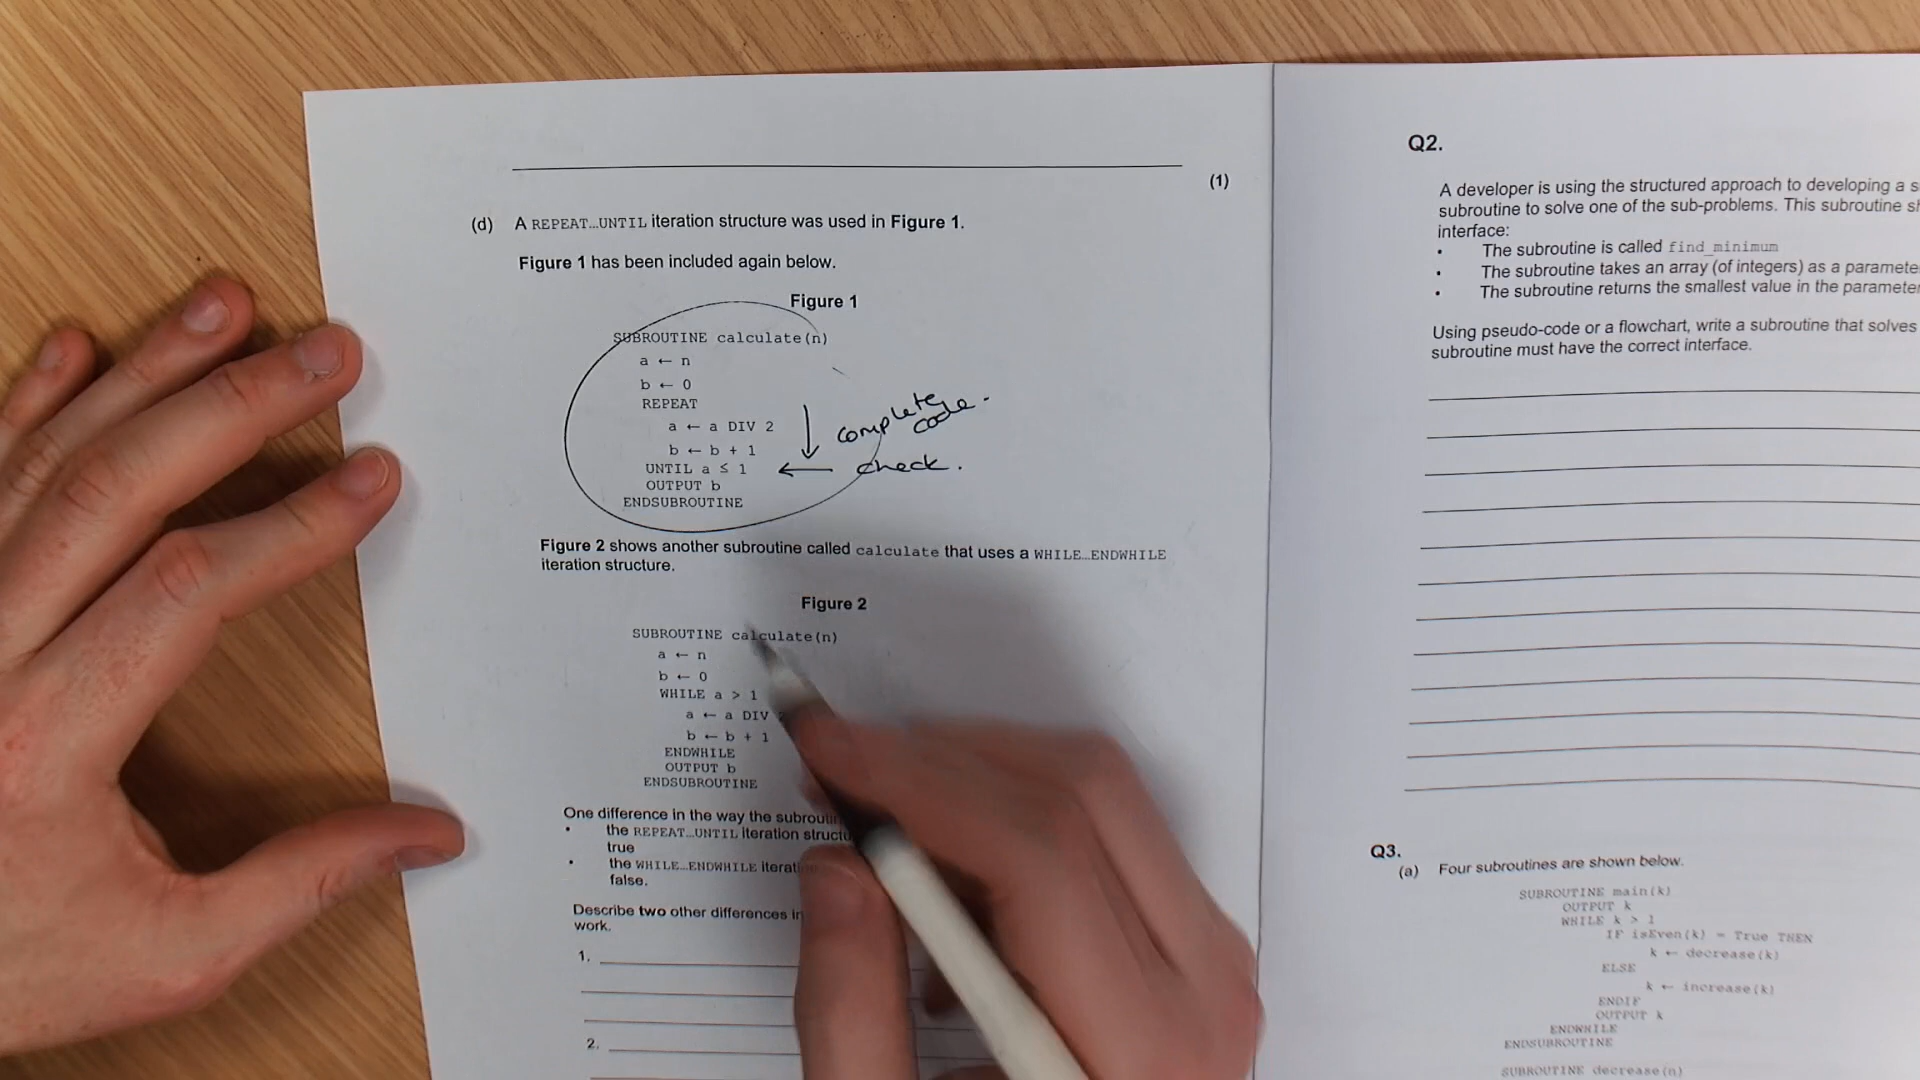 (1)
(d) A REPEAT…UNTIL iteration structure was used in Figure 1.
Figure 1 has been included again below.
Figure 1
SUBROUTINE calculate(n)
a ← n
b ← 0
REPEAT
a ← a DIV 2
b ← b + 1
UNTIL a ≤ 1
OUTPUT b
ENDSUBROUTINE
complete
code.
check.
Figure 2 shows another subroutine called calculate that uses a WHILE…ENDWHILE
iteration structure.
Figure 2
SUBROUTINE calculate(n)
a ← n
b ← 0
WHILE a > 1
a ← a DIV
b ← b + 1
ENDWHILE
OUTPUT b
ENDSUBROUTINE
One difference in the way the
• the REPEAT…UNTIL iteration
true
• the WHILE…ENDWHILE
false.
Describe two other differences
work.
1.
2.
Q2.
A developer is using the structured approach to developing a
subroutine to solve one of the sub-problems. This subroutine
interface:
• The subroutine is called find_minimum
• The subroutine takes an array (of integers) as a
• The subroutine returns the smallest value in the
Using pseudo-code or a flowchart, write a subroutine that solves
subroutine must have the correct interface.
Q3.
(a) Four subroutines are shown below.
SUBROUTINE main(k)
OUTPUT k
WHILE k > 1
IF isEven(k) = True THEN
k ← decrease(k)
ELSE
k ← increase(k)
ENDIF
OUTPUT k
ENDWHILE
ENDSUBROUTINE
SUBROUTINE decrease(n)